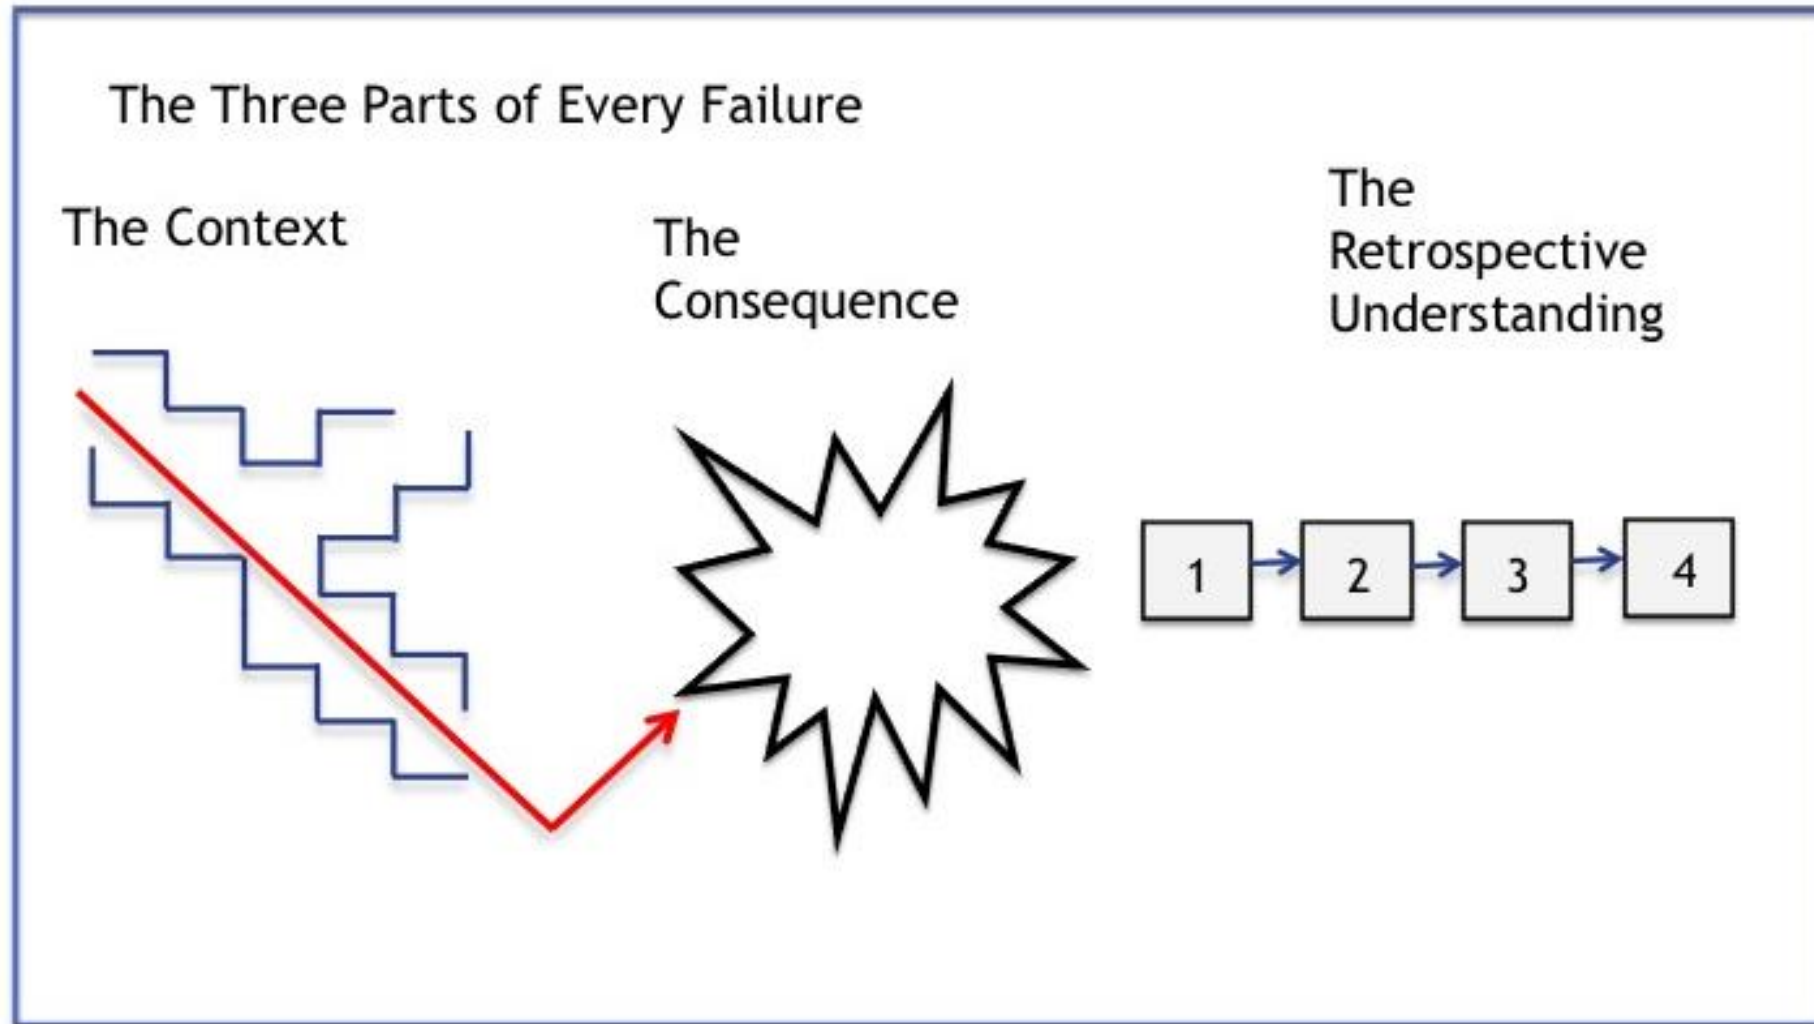 The Three Parts of Every Failure
The Context
The
Consequence
The
Retrospective
Understanding
1
2
3
4